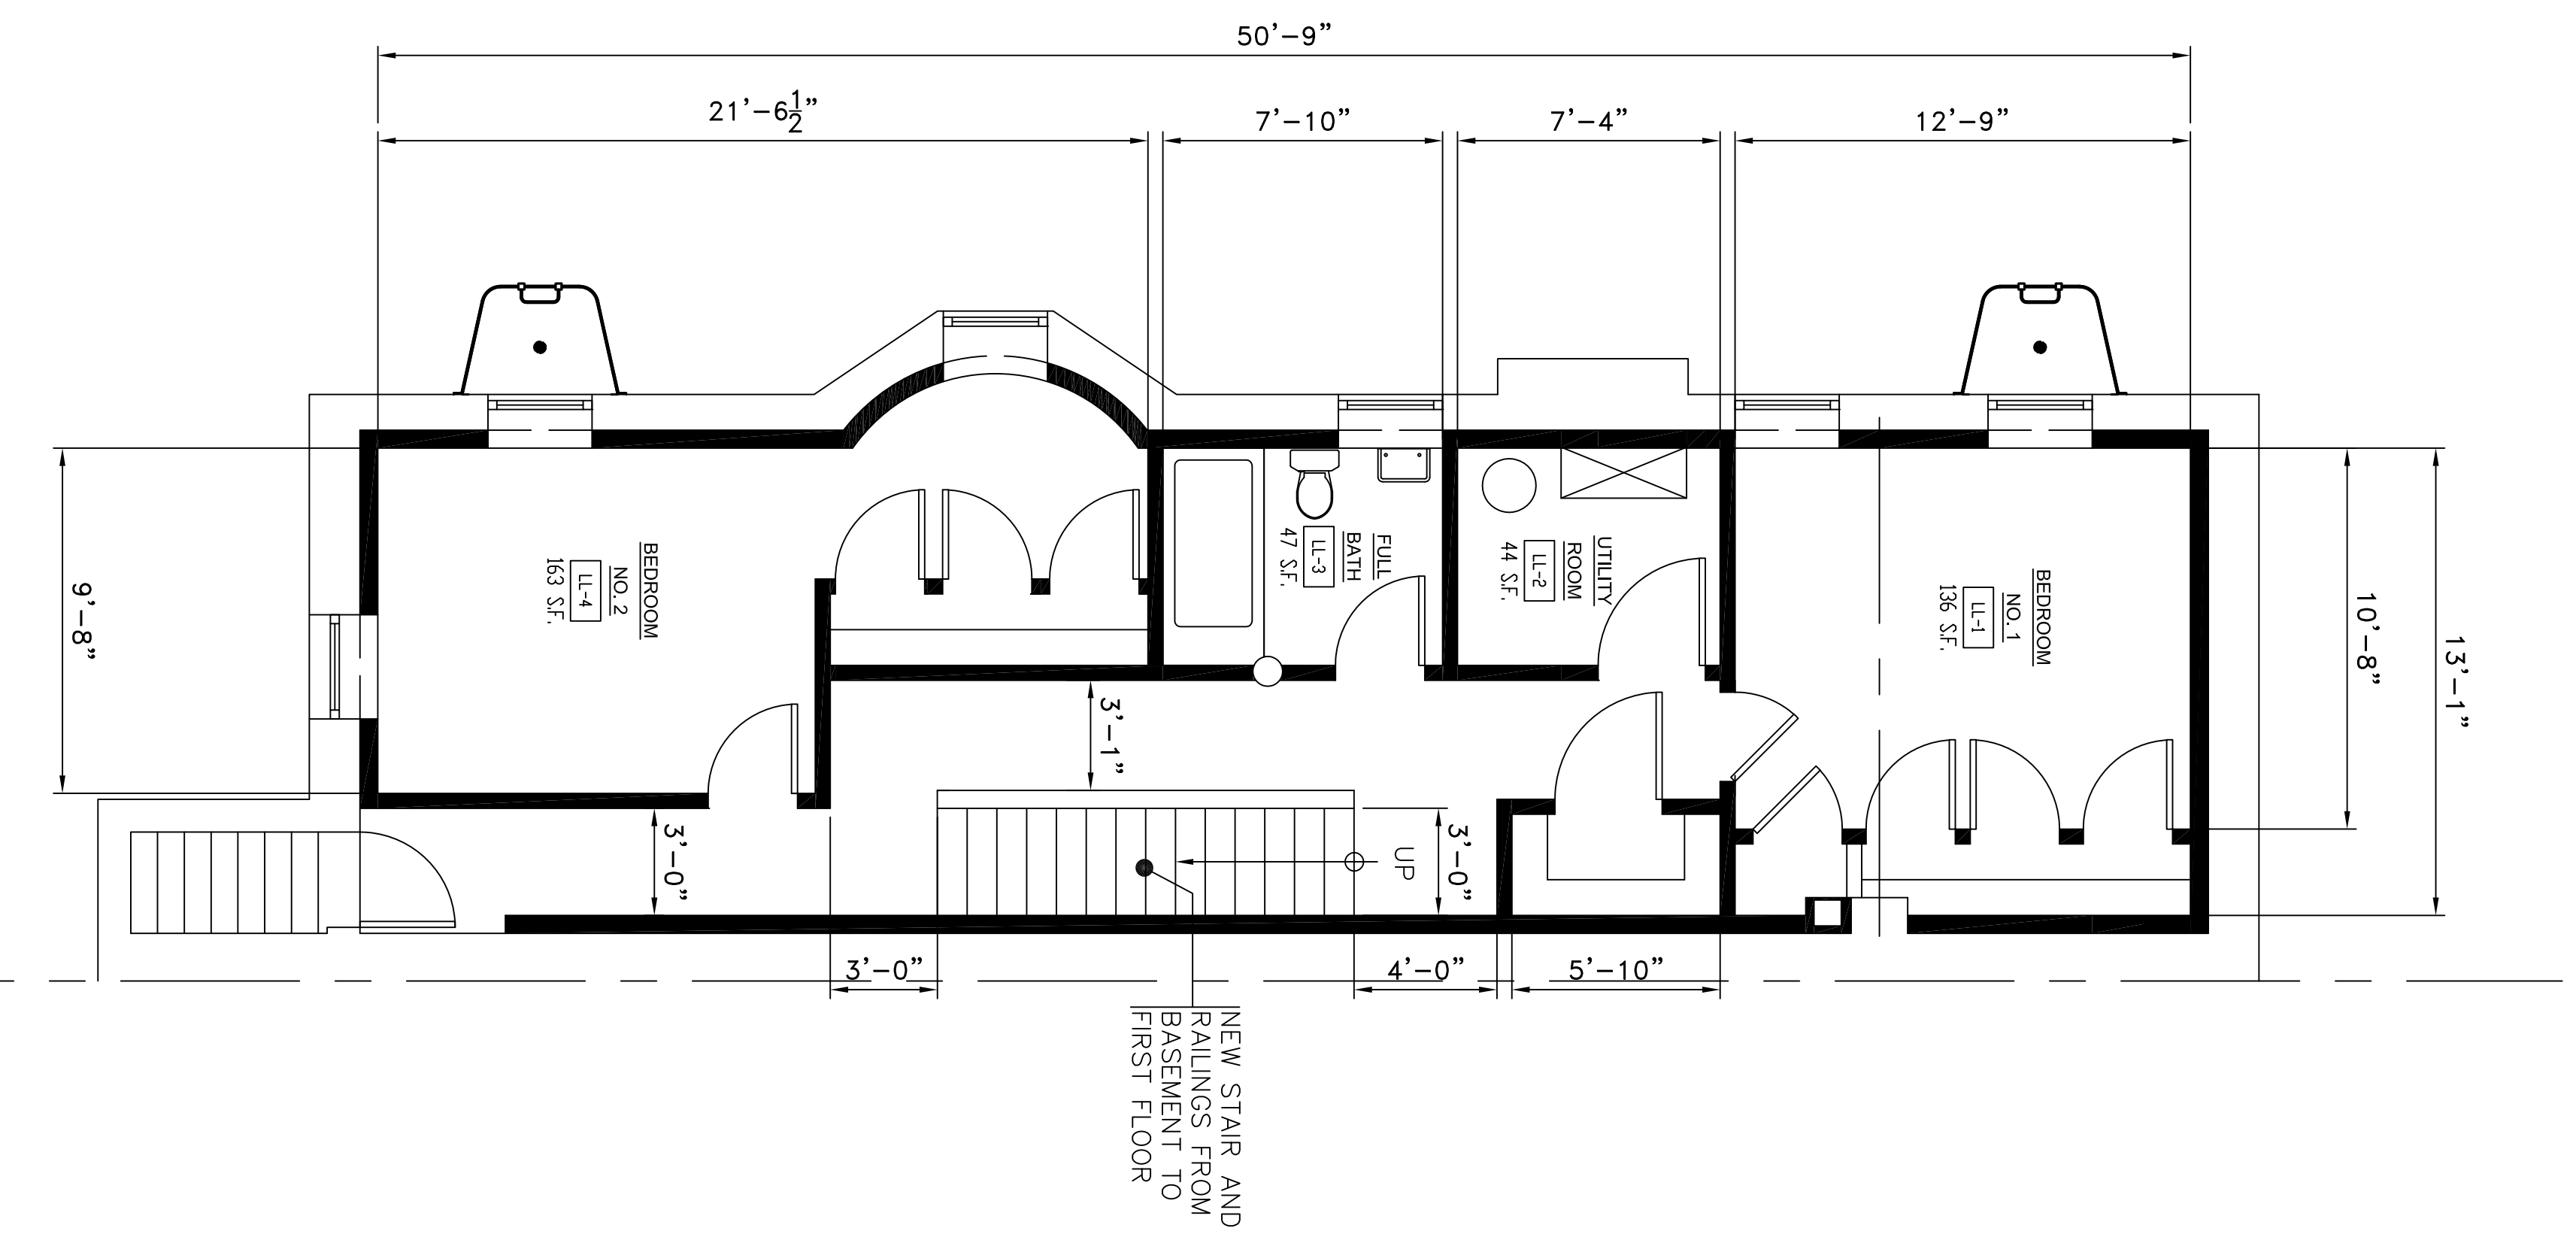 50'-9"
21'-6½"
7'-10"
7'-4"
12'-9"
9'-8"
BEDROOM
NO. 2
LL-4
163 S.F.
FULL
BATH
LL-3
47 S.F.
UTILITY
ROOM
LL-2
44 S.F.
BEDROOM
NO. 1
LL-1
136 S.F.
10'-8"
13'-1"
3'-1"
3'-0"
UP
3'-0"
3'-0"
4'-0"
5'-10"
NEW STAIR AND
RAILINGS FROM
BASEMENT TO
FIRST FLOOR